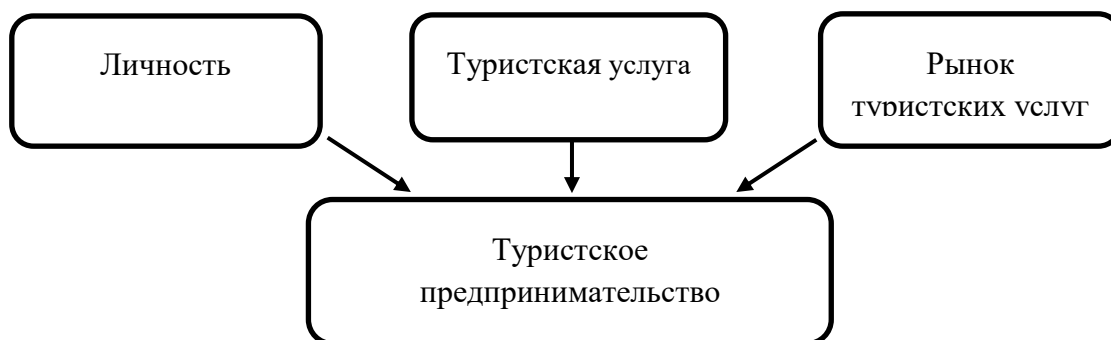 Личность
Туристская услуга
Рынок
туристских услуг
Туристское
предпринимательство